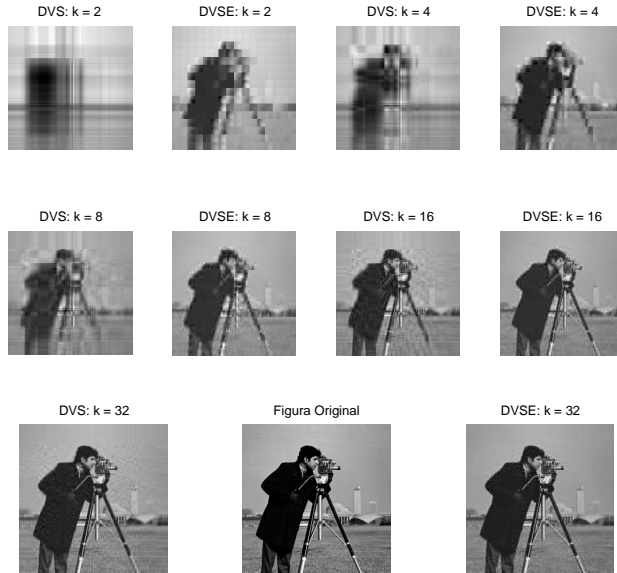 DVS: k = 2 DVSE: k = 2 DVS: k = 4 DVSE: k = 4
DVS: k = 8 DVSE: k = 8 DVS: k = 16 DVSE: k = 16
DVS: k = 32 Figura Original DVSE: k = 32